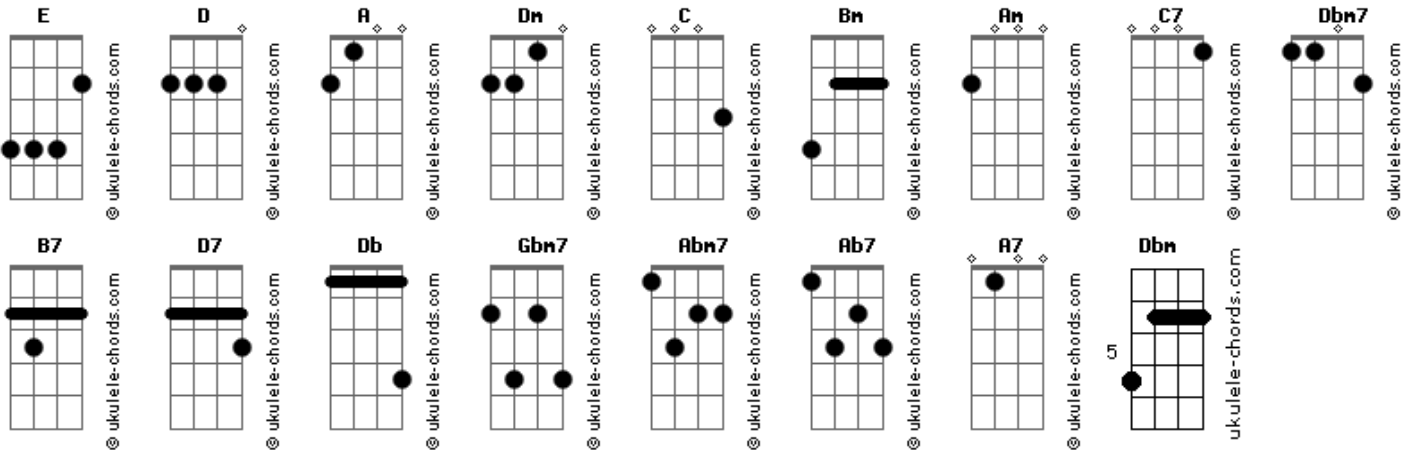 E D A Dm C Bm Am C7 Dbm7
© ukulele-chords.com © ukulele-chords.com © ukulele-chords.com © ukulele-chords.com © ukulele-chords.com © ukulele-chords.com © ukulele-chords.com © ukulele-chords.com © ukulele-chords.com
B7 D7 Db Gbm7 Abm7 Ab7 A7 Dbm
5
© ukulele-chords.com © ukulele-chords.com © ukulele-chords.com © ukulele-chords.com © ukulele-chords.com © ukulele-chords.com © ukulele-chords.com ukulele-chords.com